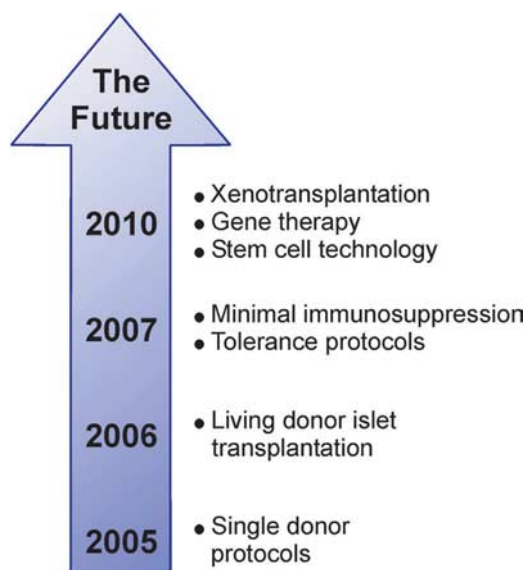 The
Future
2010
• Xenotransplantation
• Gene therapy
• Stem cell technology
2007
• Minimal immunosuppression
• Tolerance protocols
2006
• Living donor islet
transplantation
2005
• Single donor
protocols